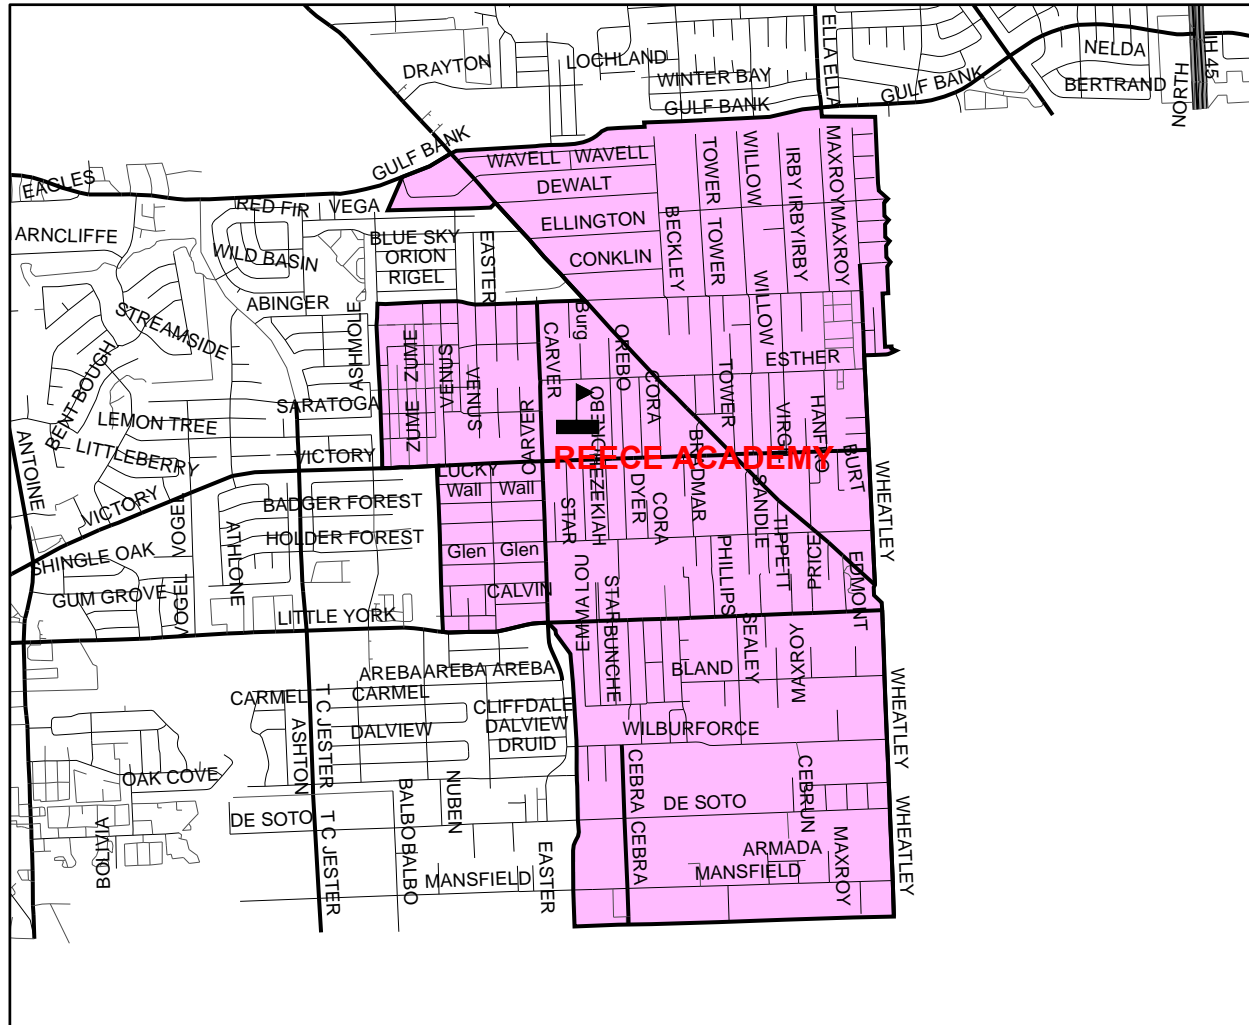 DRAYTON
LOCHLAND
WINTER BAY
GULF BANK
ELLA ELLA
GULF BANK
NELDA
BERTRAND
NORTH
IH 45
GULF BANK
EAGLES
RED FIR
VEGA
ARNCLIFFE
WILD BASIN
BLUE SKY
ORION
RIGEL
EASTER
ABINGER
STREAMSIDE
ASHMOLE
BENT BOUGH
SARATOGA
LEMON TREE
LITTLEBERRY
VICTORY
ANTOINE
VICTORY
VOGEL
BADGER FOREST
HOLDER FOREST
ATHLONE
SHINGLE OAK
GUM GROVE
VOGEL
LITTLE YORK
WAVELL
WAVELL
DEWALT
ELLINGTON
CONKLIN
BECKLEY
TOWER
TOWER
WILLOW
WILLOW
IRBY IRBY
IRBY
MAXROY
MAXROY
ESTHER
ZUME
ZUME
VENUS
VENUS
CARVER
CARVER
Burg
OREBO
CORA
TOWER
BURT
WHEATLEY
REECE ACADEMY
LUCKY
Wall
Wall
Glen
Glen
CALVIN
STAR
EZEKIAH
DYER
CORA
SANDLE
TIPPETT
PRICE
PHILLIPS
EDMONT
EMMALOU
STAR
BUNCHE
SEALEY
MAXROY
BLAND
WILBURFORCE
WHEATLEY
AREBA
AREBA
AREBA
CARMEL
CARMEL
T C JESTER
ASHTON
CLIFFDALE
DALVIEW
DALVIEW
DRUID
OAK COVE
DE SOTO
BALBO
BALBO
NUBEN
T C JESTER
BOLIVIA
MANSFIELD
EASTER
CEBRA
CEBRA
DE SOTO
CEBRUN
ARMADA
MANSFIELD
MAXROY
WHEATLEY